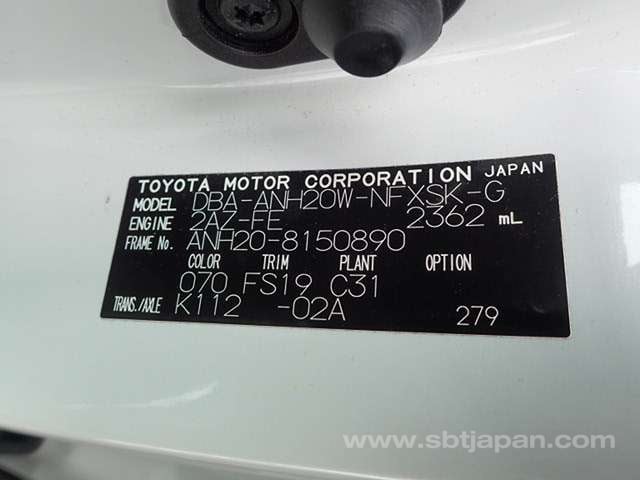 TOYOTA MOTOR CORPORATION JAPAN
MODEL DBA-ANH20W-NFXSK-G
ENGINE 2AZ-FE 2362 mL
FRAME No. ANH20-8150890
COLOR TRIM PLANT OPTION
070 FS19 C31
TRANS./AXLE K112 -02A
279
www.sbtjapan.com